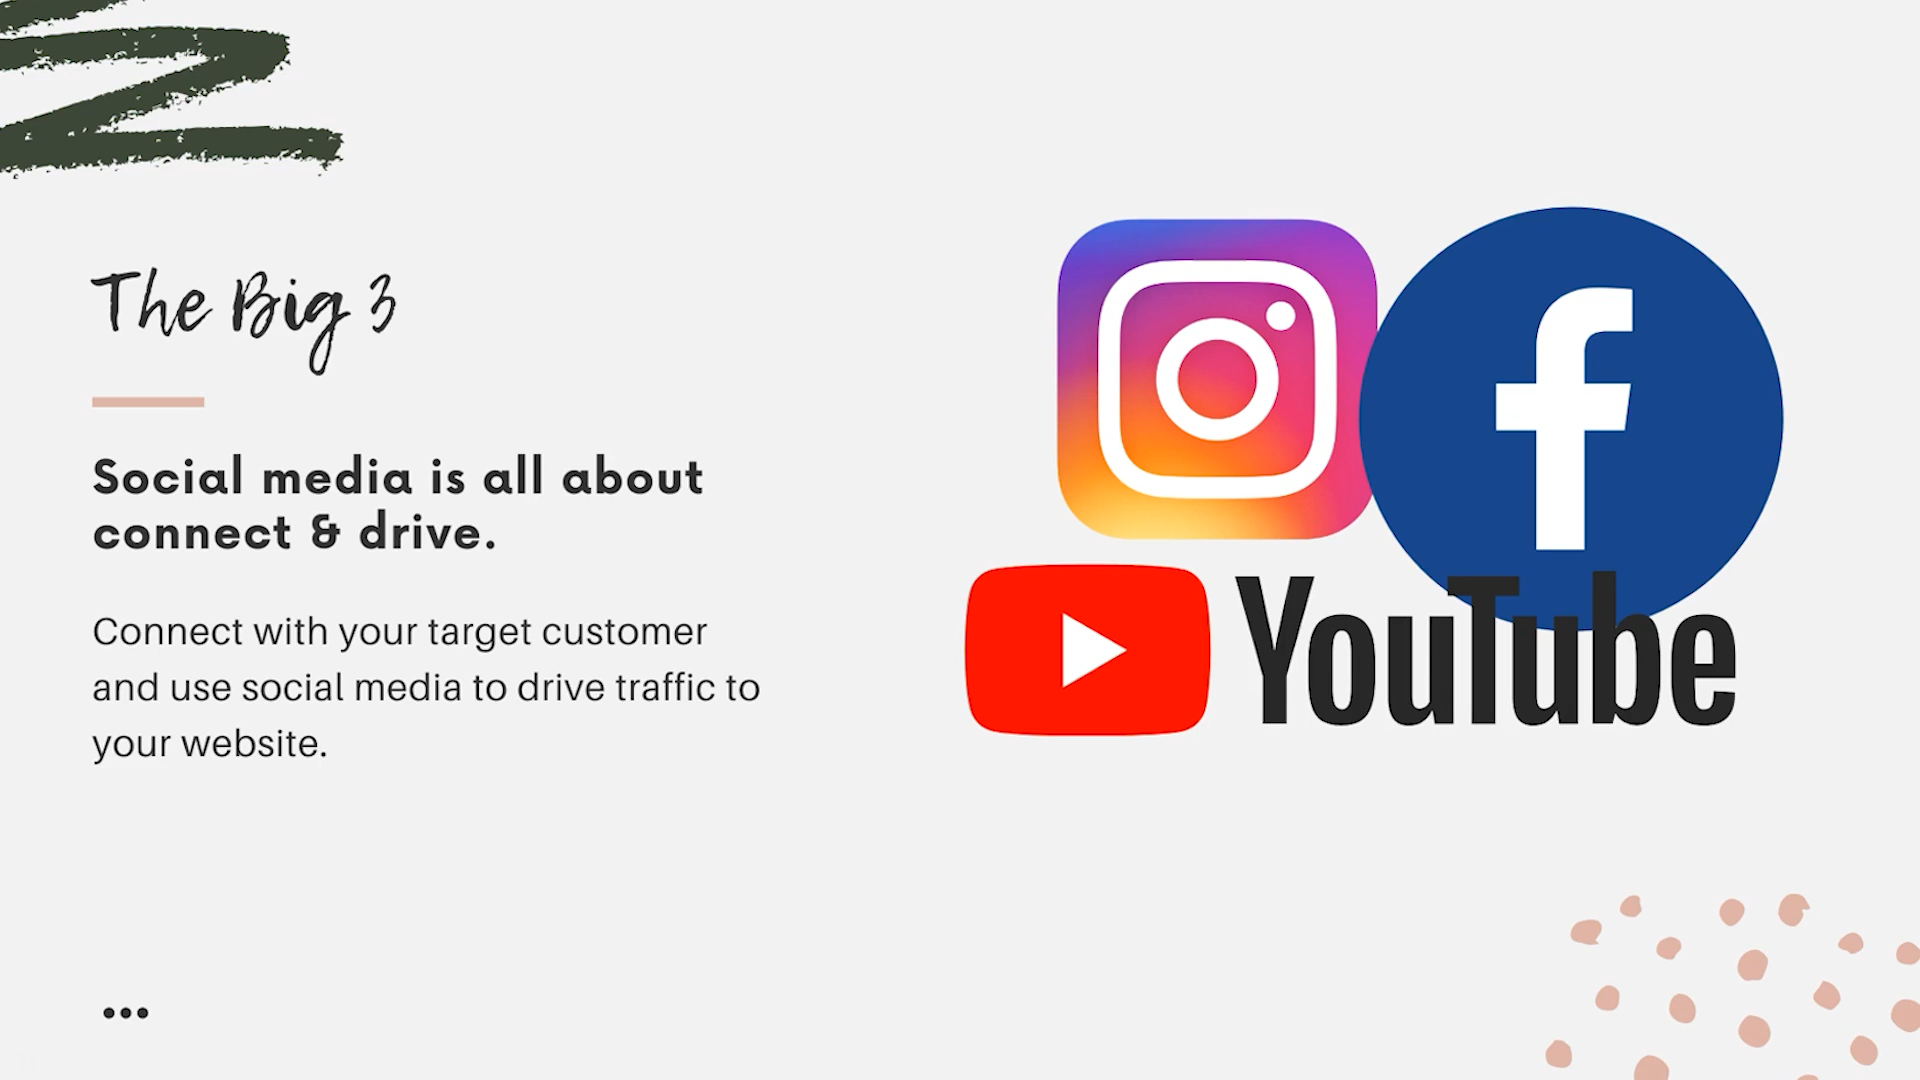 The Big 3
Social media is all about
connect & drive.
Connect with your target customer
and use social media to drive traffic to
your website.
f
YouTube